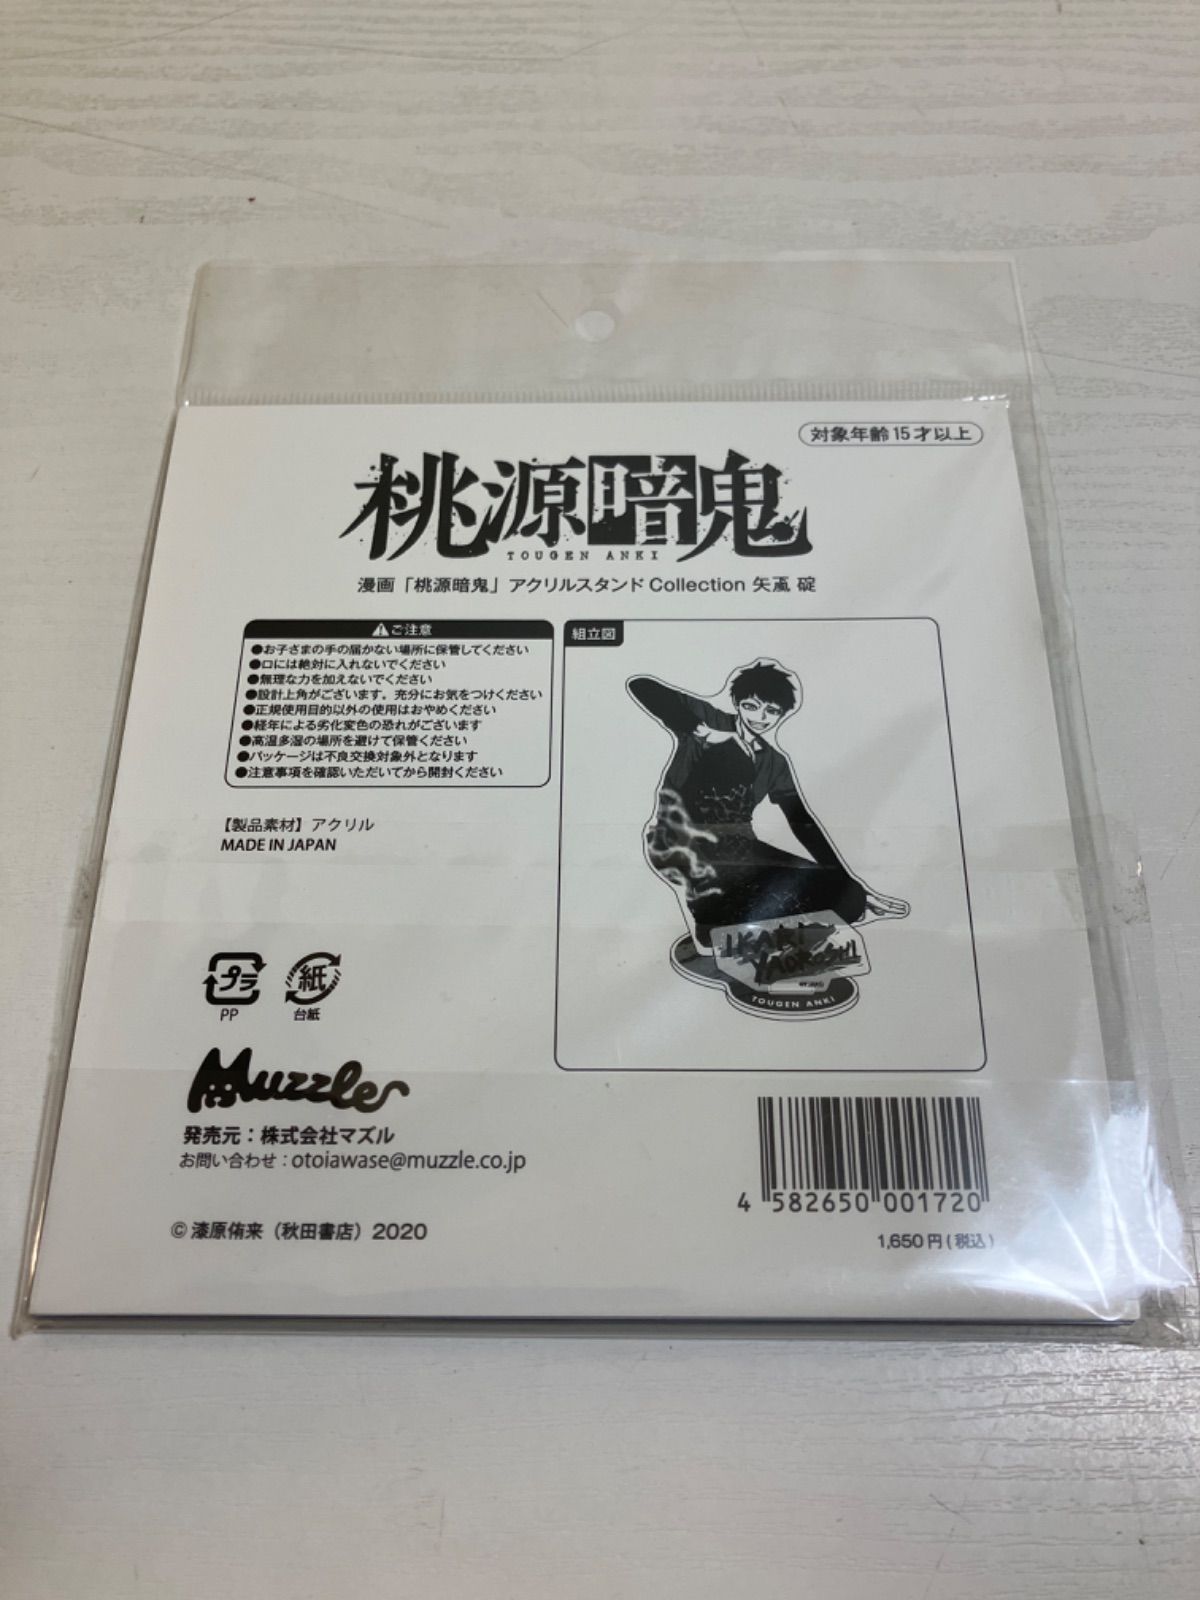 対象年齢15才以上
桃源暗鬼
TOUGEN ANKI
漫画「桃源暗鬼」アクリルスタンド Collection 矢颪 碇
⚠ご注意
●お子さまの手の届かない場所に保管してください
●口には絶対に入れないでください
●無理な力を加えないでください
●設計上角がございます。充分にお気をつけください
●正規使用目的以外の使用はおやめください
●経年による劣化変色の恐れがございます
●高温多湿の場所を避けて保管ください
●パッケージは不良交換対象外となります
●注意事項を確認いただいてから開封ください
組立図
IKARI
YAOROSHI
TOUGEN ANKI
【製品素材】アクリル
MADE IN JAPAN
プラ
PP
紙
台紙
Muzzle
発売元：株式会社マズル
お問い合わせ：otoiawase@muzzle.co.jp
© 漆原侑来（秋田書店）2020
4 582650 001720
1,650円(税込)